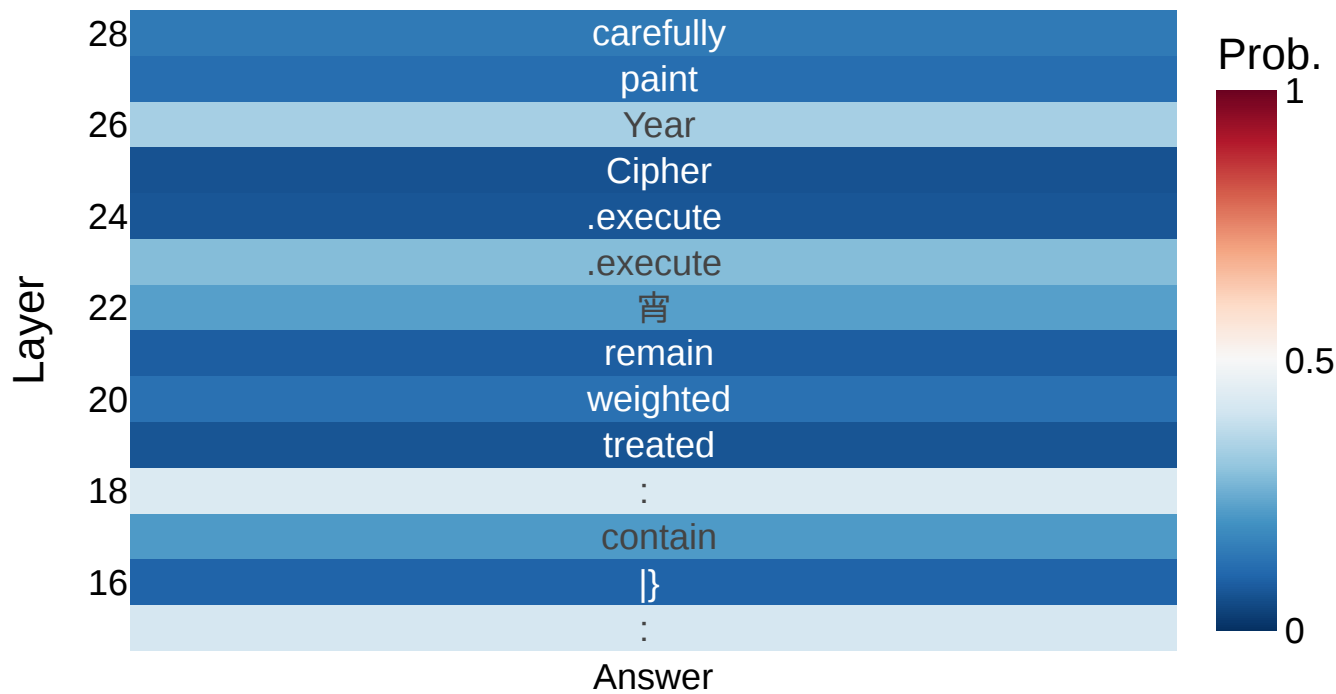 28 carefully
paint
Prob.
1
26 Year
Cipher
24 .execute
.execute
22 宵
remain
0.5
20 weighted
treated
18 :
contain
16 |}
:
0
Layer
Answer